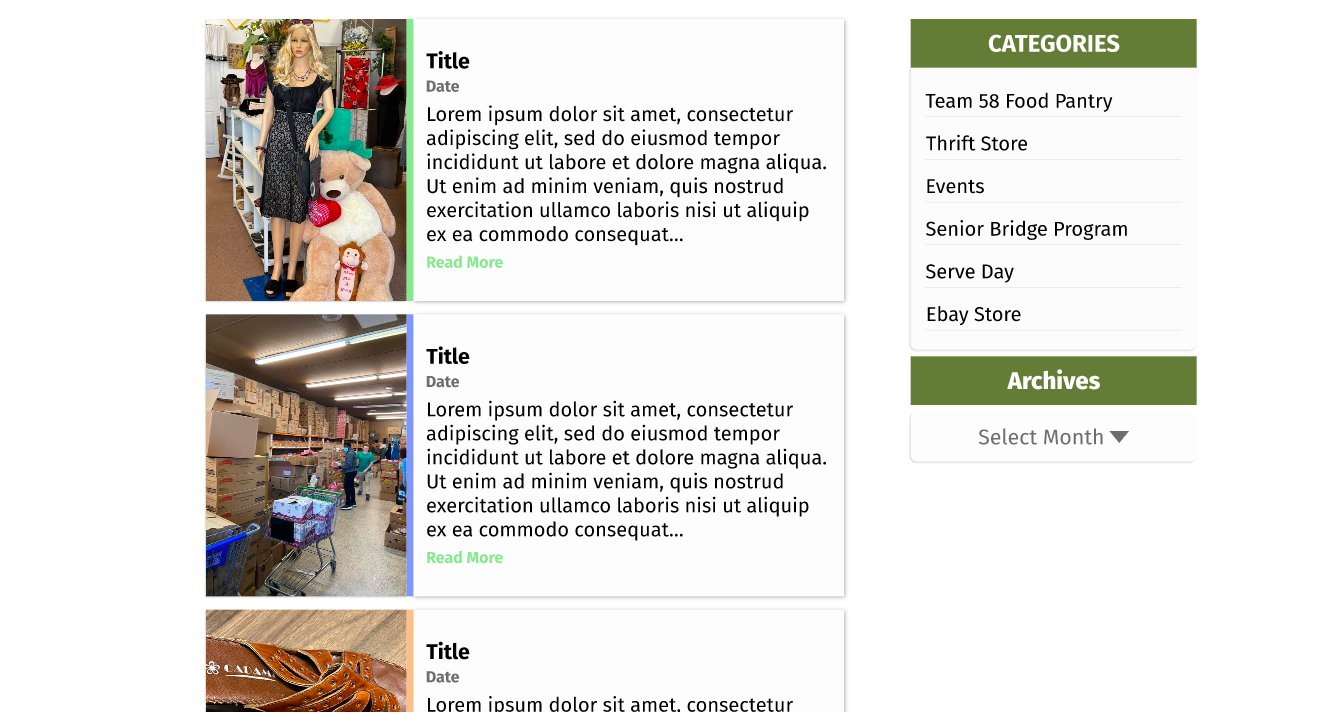 Title
Date
Lorem ipsum dolor sit amet, consectetur
adipiscing elit, sed do eiusmod tempor
incididunt ut labore et dolore magna aliqua.
Ut enim ad minim veniam, quis nostrud
exercitation ullamco laboris nisi ut aliquip
ex ea commodo consequat...
Read More
Title
Date
Lorem ipsum dolor sit amet, consectetur
adipiscing elit, sed do eiusmod tempor
incididunt ut labore et dolore magna aliqua.
Ut enim ad minim veniam, quis nostrud
exercitation ullamco laboris nisi ut aliquip
ex ea commodo consequat...
Read More
Title
Date
Lorem ipsum dolor sit amet, consectetur
CATEGORIES
Team 58 Food Pantry
Thrift Store
Events
Senior Bridge Program
Serve Day
Ebay Store
Archives
Select Month